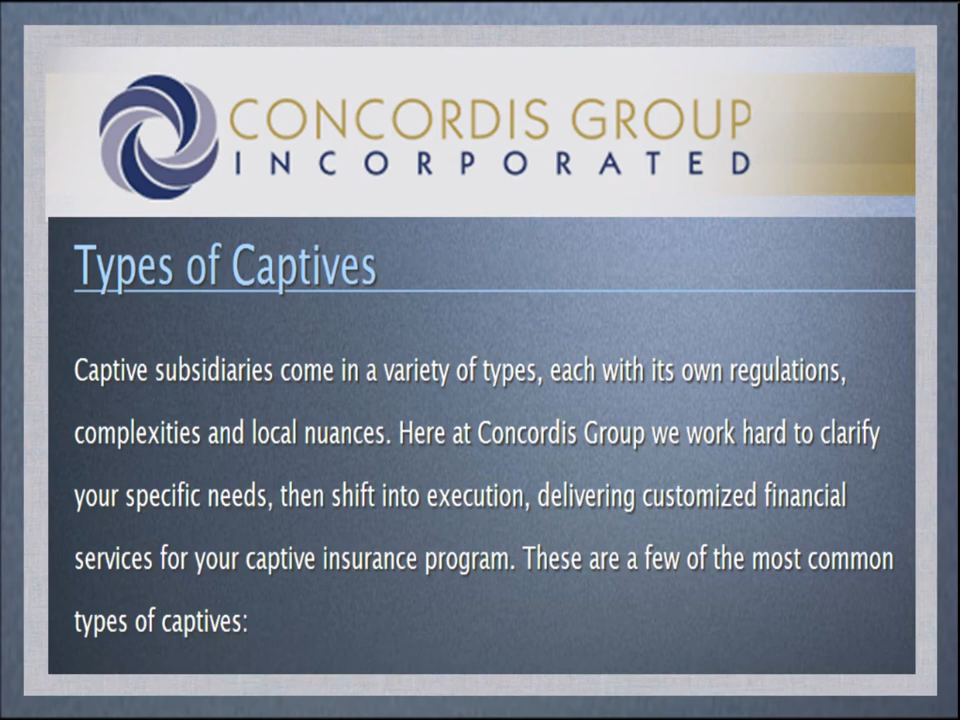 CONCORDIS GROUP
INCORPORATED
Types of Captives
Captive subsidiaries come in a variety of types, each with its own regulations,
complexities and local nuances. Here at Concordis Group we work hard to clarify
your specific needs, then shift into execution, delivering customized financial
services for your captive insurance program. These are a few of the most common
types of captives: